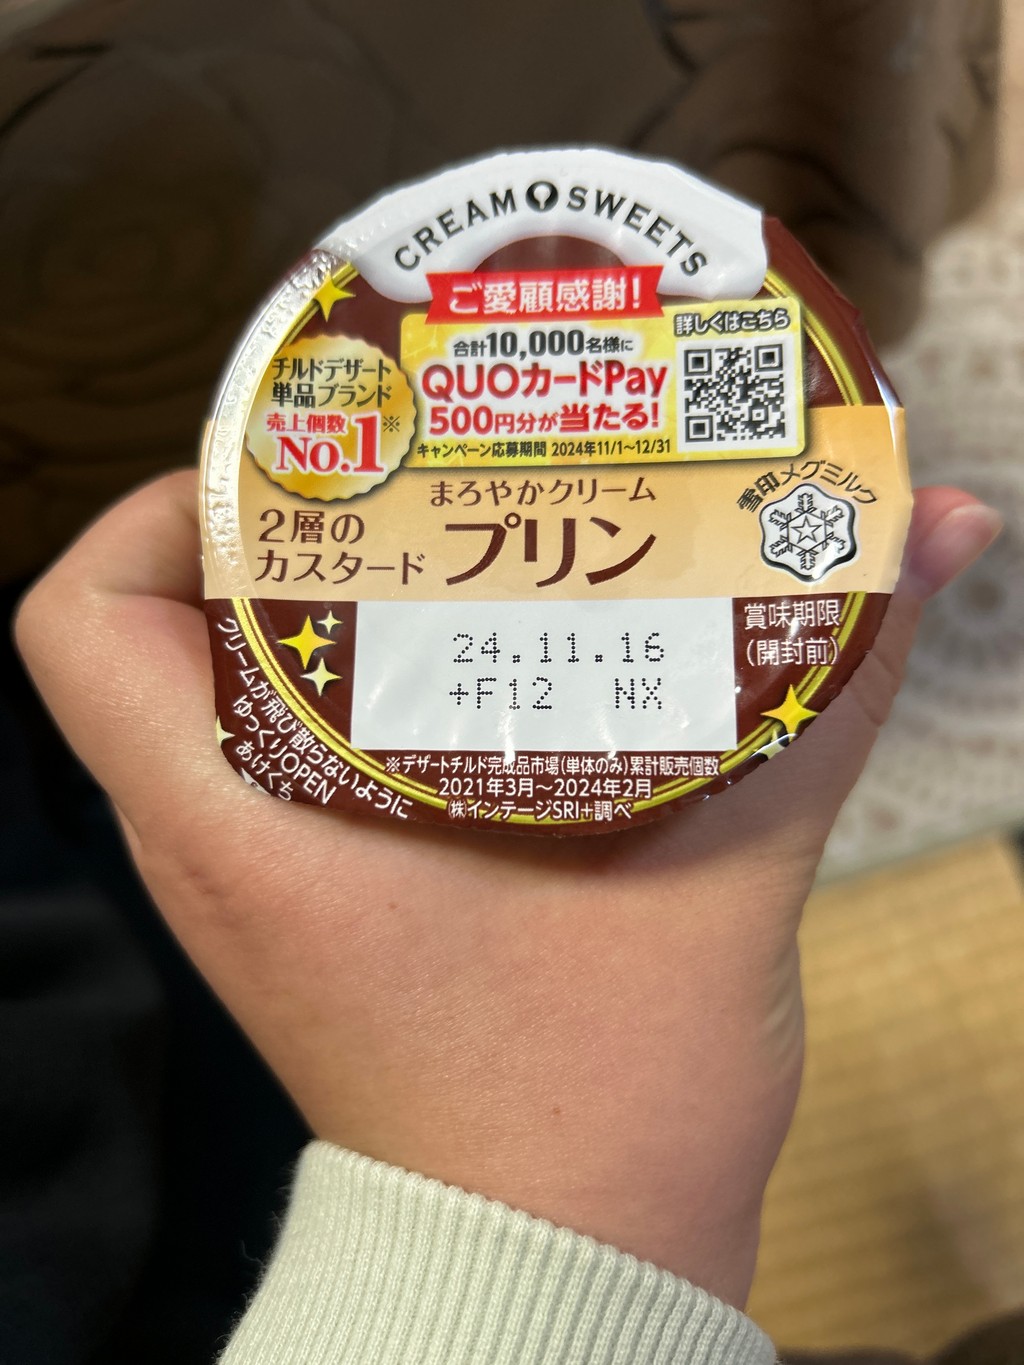 CREAM SWEETS
ご愛顧感謝!
合計10,000名様に
QUOカードPay
500円分が当たる!
キャンペーン応募期間 2024年11/1~12/31
詳しくはこちら
チルドデザート
単品ブランド
売上個数※
No.1
まろやかクリーム
2層の
カスタード
プリン
雪印メグミルク
賞味期限
(開封前)
24.11.16
+F12 NX
クリームが飛び散らないように
ゆっくりOPEN
あけくち
※デザートチルド完成品市場(単体のみ)累計販売個数
2021年3月~2024年2月
㈱インテージSRI+調べ